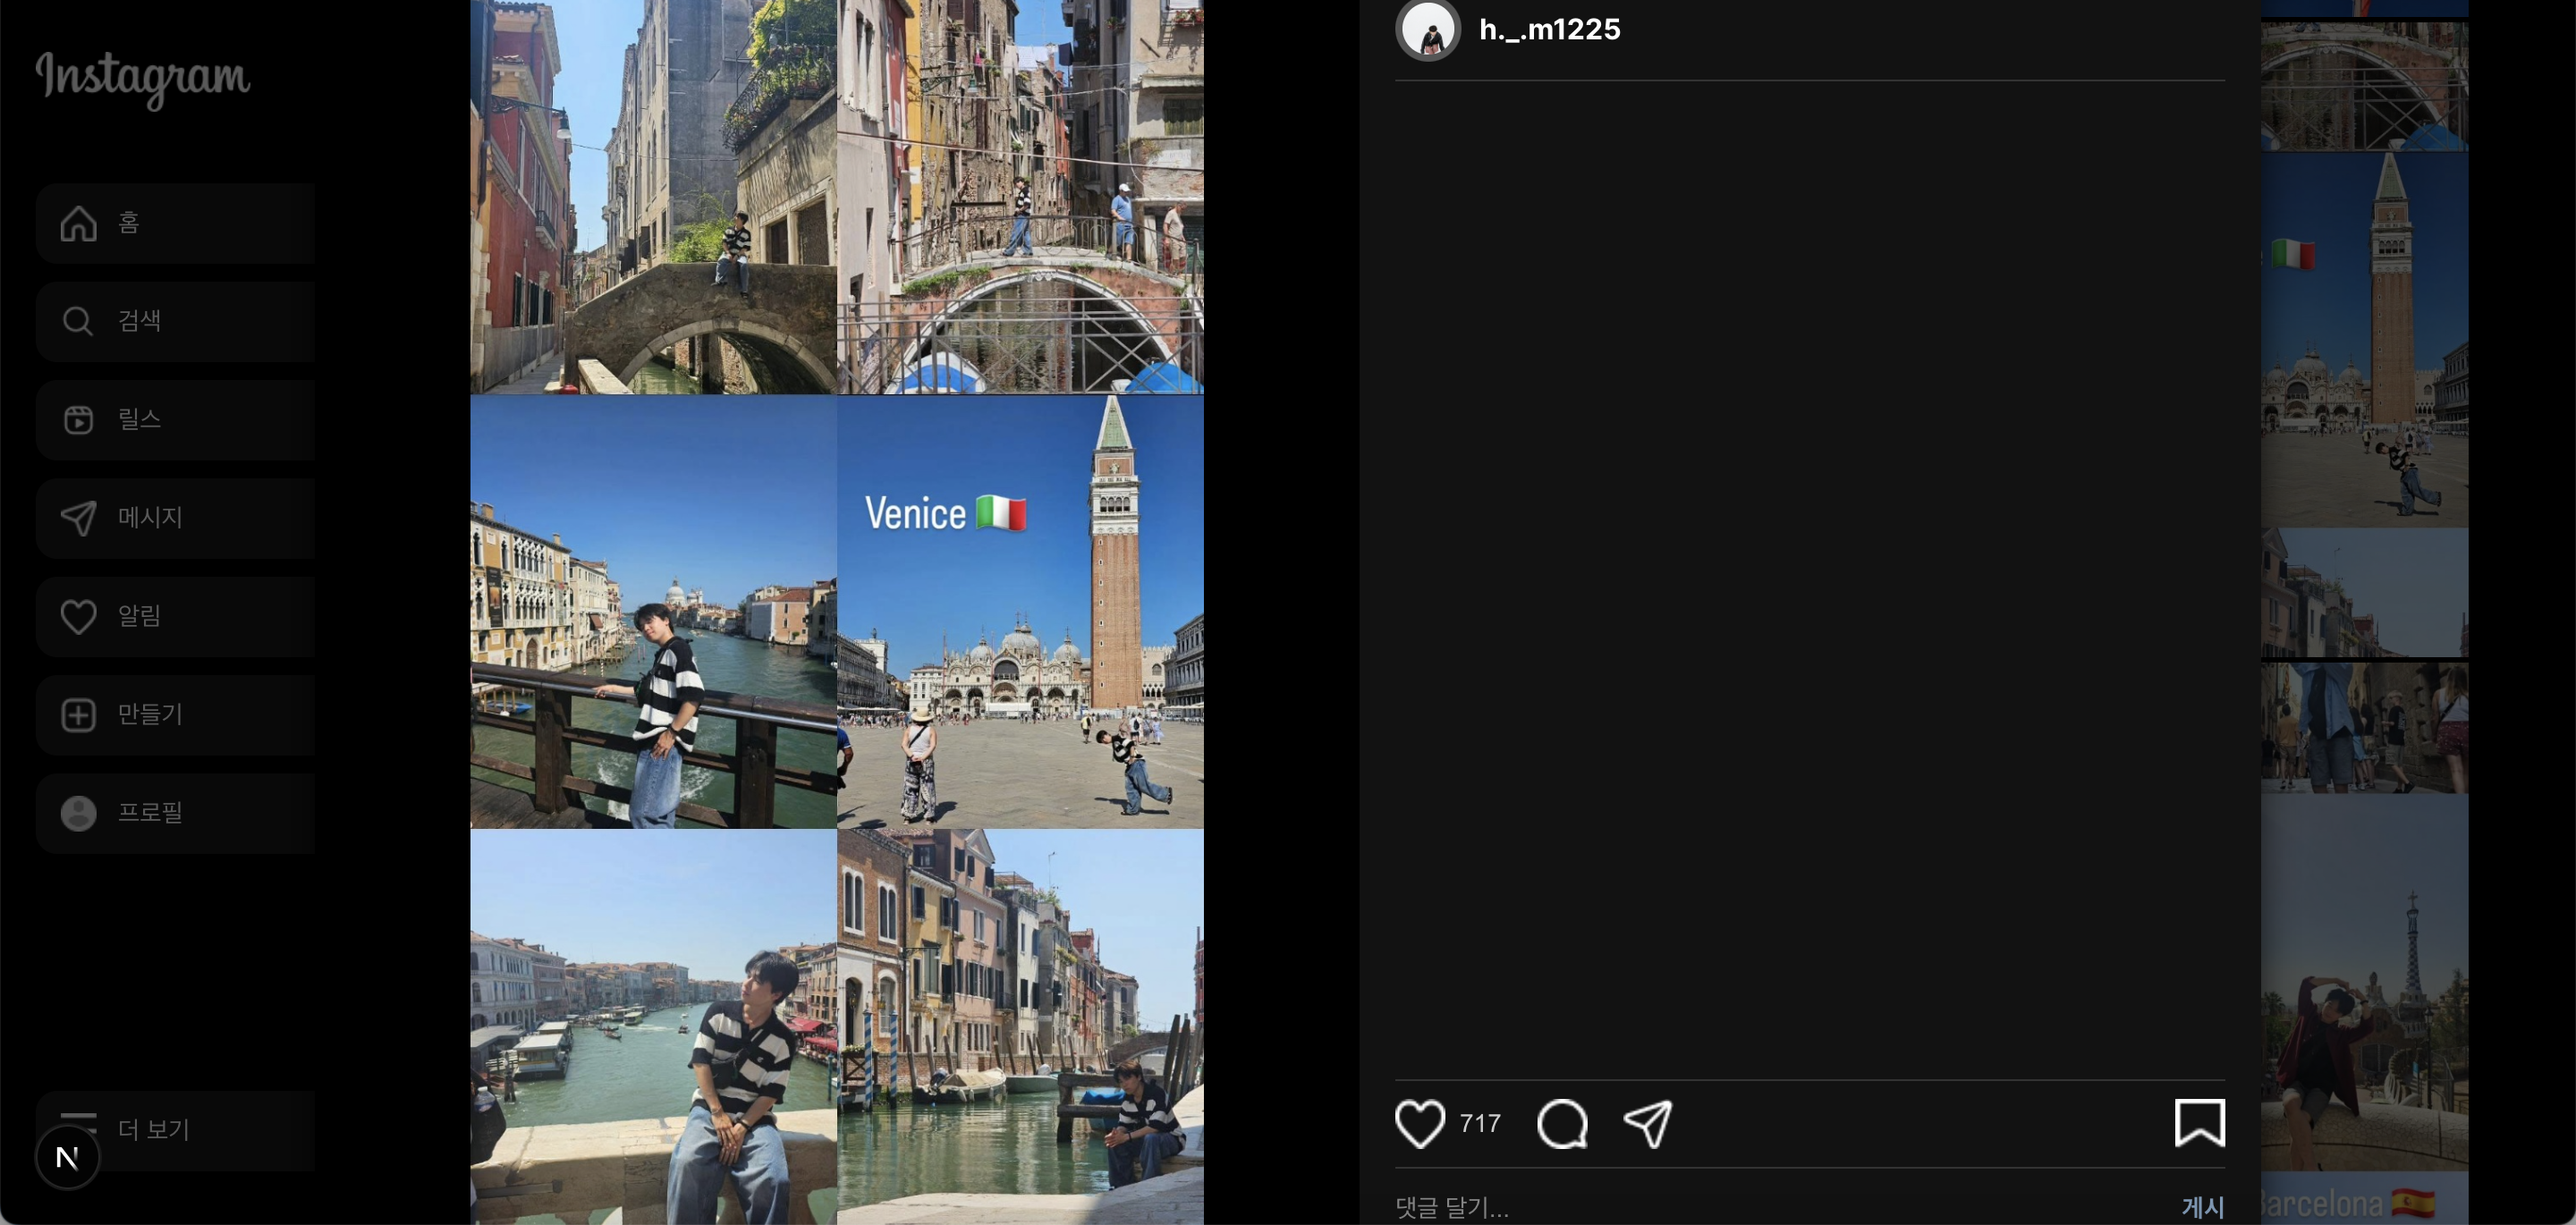 Instagram
홈
검색
릴스
메시지
알림
만들기
프로필
더 보기
N
Venice 🇮🇹
h._.m1225
717
댓글 달기...
게시
Barcelona 🇪🇸